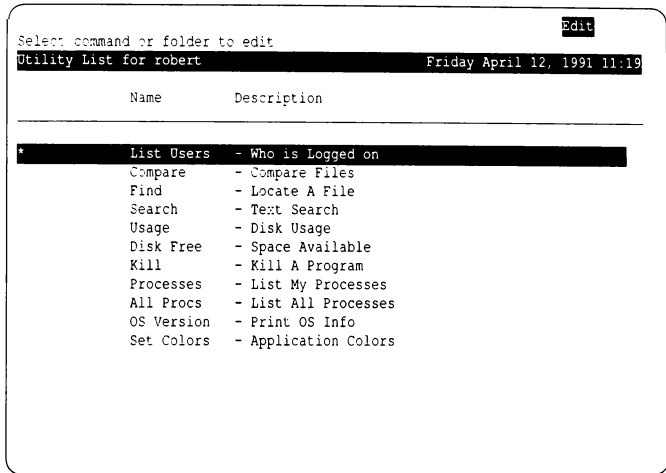 Edit
Select command or folder to edit
Utility List for robert Friday April 12, 1991 11:19
Name Description
* List Users - Who is Logged on
Compare - Compare Files
Find - Locate A File
Search - Text Search
Usage - Disk Usage
Disk Free - Space Available
Kill - Kill A Program
Processes - List My Processes
All Procs - List All Processes
OS Version - Print OS Info
Set Colors - Application Colors